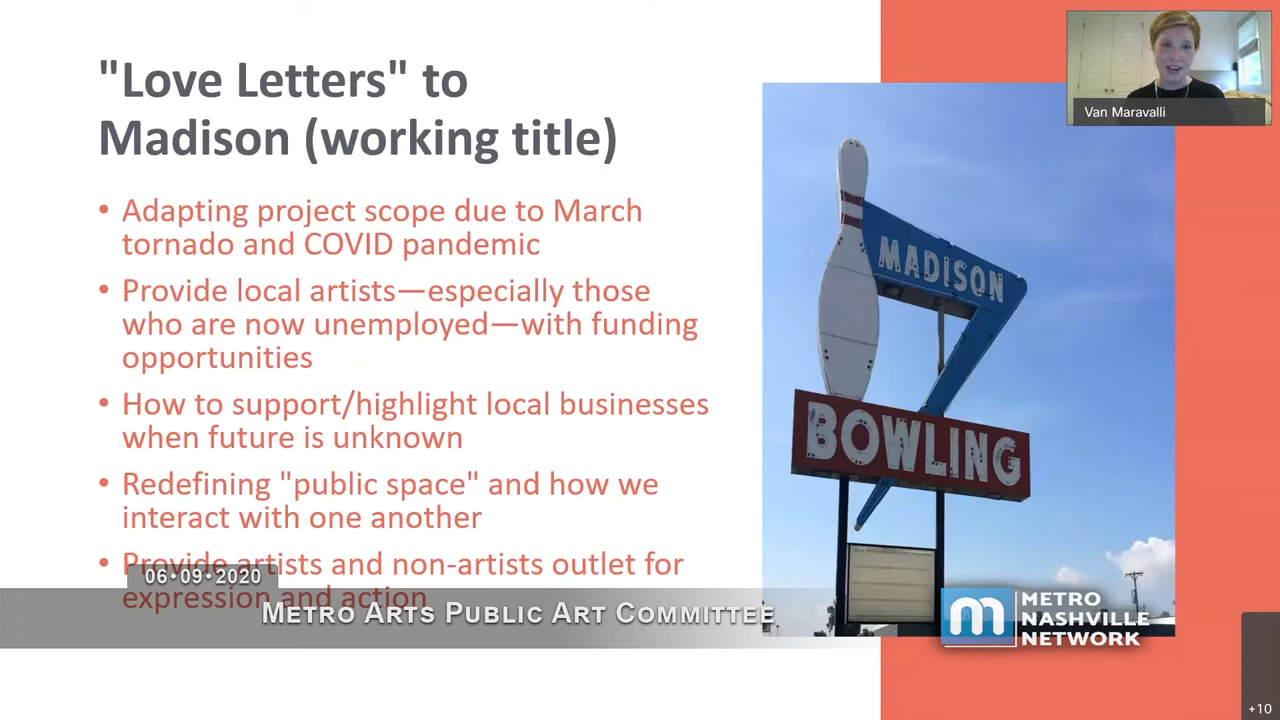 "Love Letters" to
Madison (working title)
• Adapting project scope due to March
tornado and COVID pandemic
• Provide local artists—especially those
who are now unemployed—with funding
opportunities
• How to support/highlight local businesses
when future is unknown
• Redefining "public space" and how we
interact with one another
• Provide artists and non-artists outlet for
expression and action
Van Maravalli
MADISON
BOWLING
06•09•2020
METRO ARTS PUBLIC ART COMMITTEE
m
METRO
NASHVILLE
NETWORK
+10